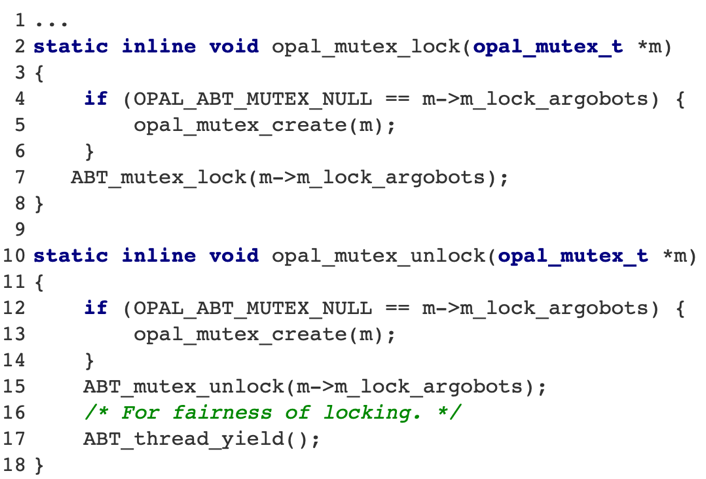 1 ...
2 static inline void opal_mutex_lock(opal_mutex_t *m)
3 {
4     if (OPAL_ABT_MUTEX_NULL == m->m_lock_argobots) {
5         opal_mutex_create(m);
6     }
7    ABT_mutex_lock(m->m_lock_argobots);
8 }
9
10 static inline void opal_mutex_unlock(opal_mutex_t *m)
11 {
12     if (OPAL_ABT_MUTEX_NULL == m->m_lock_argobots) {
13         opal_mutex_create(m);
14     }
15     ABT_mutex_unlock(m->m_lock_argobots);
16     /* For fairness of locking. */
17     ABT_thread_yield();
18 }